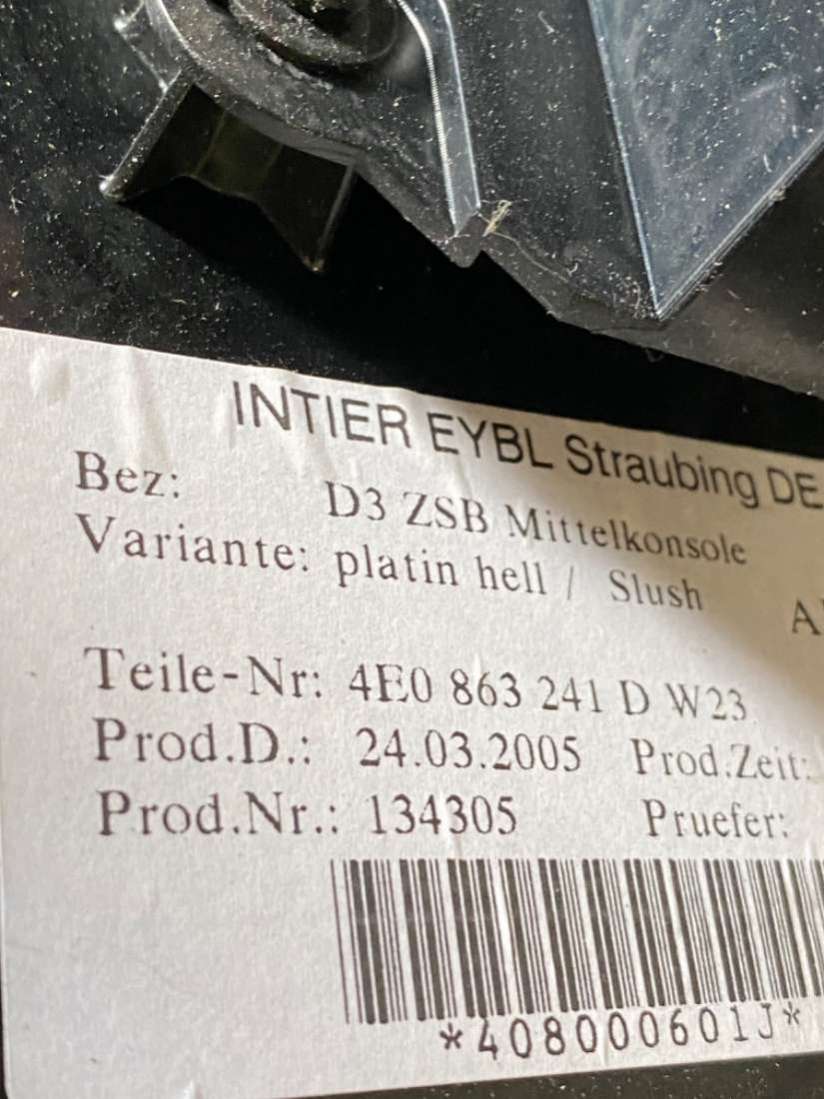 INTIER EYBL Straubing DE
Bez: D3 ZSB Mittelkonsole
Variante: platin hell / Slush
Teile-Nr: 4E0 863 241 D W23
Prod.D.: 24.03.2005 Prod.Zeit:
Prod.Nr.: 134305 Pruefer:
*408000601J*